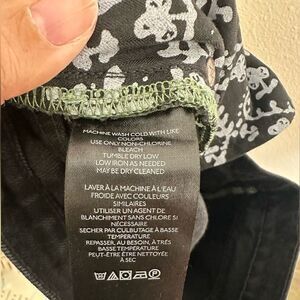 MACHINE WASH COLD WITH LIKE
COLORS
USE ONLY NON-CHLORINE
BLEACH
TUMBLE DRY LOW
LOW IRON AS NEEDED
MAY BE DRY CLEANED
LAVER À LA MACHINE À L'EAU
FROIDE AVEC COULEURS
SIMILAIRES
UTILISER UN AGENT DE
BLANCHIMENT SANS CHLORE SI
NÉCESSAIRE
SECHER PAR CULBUTAGE À BASSE
TEMPÉRATURE
REPASSER, AU BESOIN, À TRÈS
BASSE TEMPÉRATURE
PEUT-ÊTRE ÊTRE NETTOYÉE
À SEC